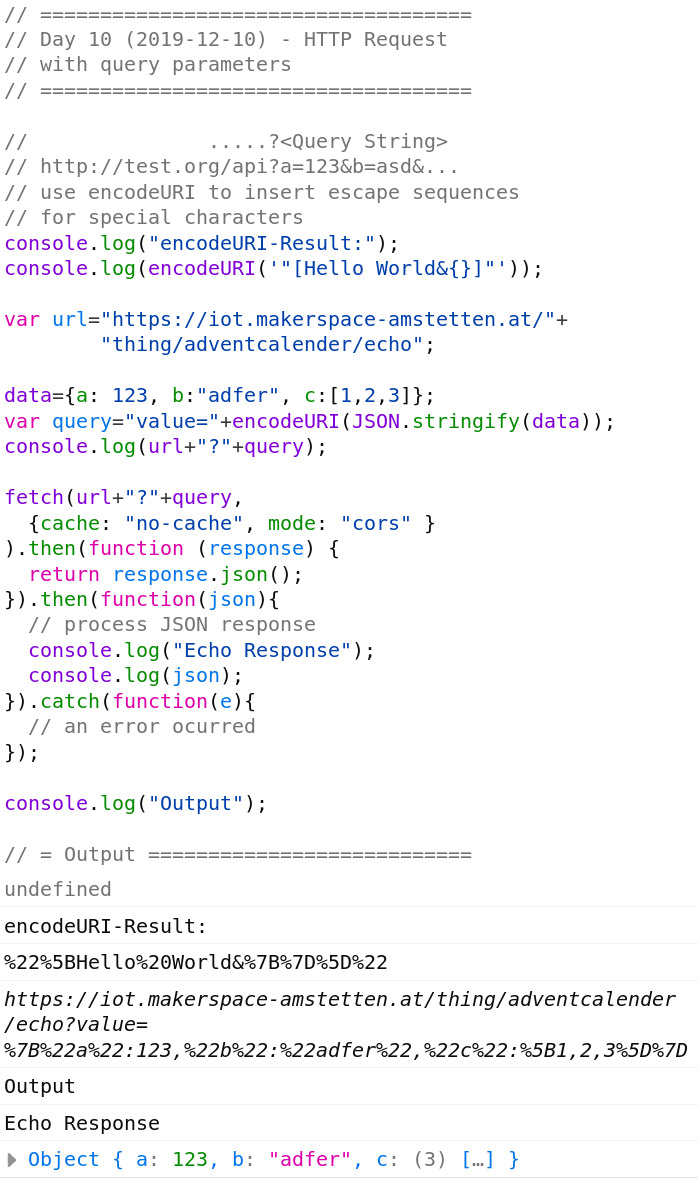 // ====================================
// Day 10 (2019-12-10) - HTTP Request
// with query parameters
// ====================================
//               .....?<Query String>
// http://test.org/api?a=123&b=asd&...
// use encodeURI to insert escape sequences
// for special characters
console.log("encodeURI-Result:");
console.log(encodeURI('"[Hello World&{}]"'));
var url="https://iot.makerspace-amstetten.at/"+
        "thing/adventcalender/echo";
data={a: 123, b:"adfer", c:[1,2,3]};
var query="value="+encodeURI(JSON.stringify(data));
console.log(url+"?"+query);
fetch(url+"?"+query,
  {cache: "no-cache", mode: "cors" }
).then(function (response) {
  return response.json();
}).then(function(json){
  // process JSON response
  console.log("Echo Response");
  console.log(json);
}).catch(function(e){
  // an error ocurred
});
console.log("Output");
// = Output ===========================
undefined
encodeURI-Result:
%22%5BHello%20World&%7B%7D%5D%22
https://iot.makerspace-amstetten.at/thing/adventcalender
/echo?value=
%7B%22a%22:123,%22b%22:%22adfer%22,%22c%22:%5B1,2,3%5D%7D
Output
Echo Response
Object { a: 123, b: "adfer", c: (3) […] }